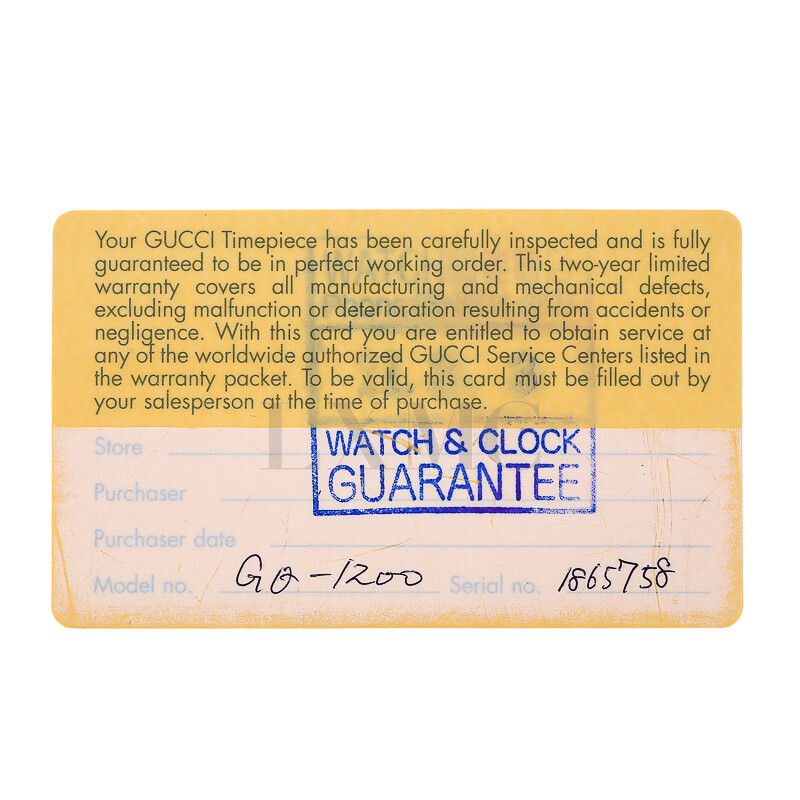 Your GUCCI Timepiece has been carefully inspected and is fully
guaranteed to be in perfect working order. This two-year limited
warranty covers all manufacturing and mechanical defects,
excluding malfunction or deterioration resulting from accidents or
negligence. With this card you are entitled to obtain service at
any of the worldwide authorized GUCCI Service Centers listed in
the warranty packet. To be valid, this card must be filled out by
your salesperson at the time of purchase.
Store
WATCH & CLOCK
Purchaser
GUARANTEE
Purchaser date
Model no. GQ-1200 Serial no. 1865758